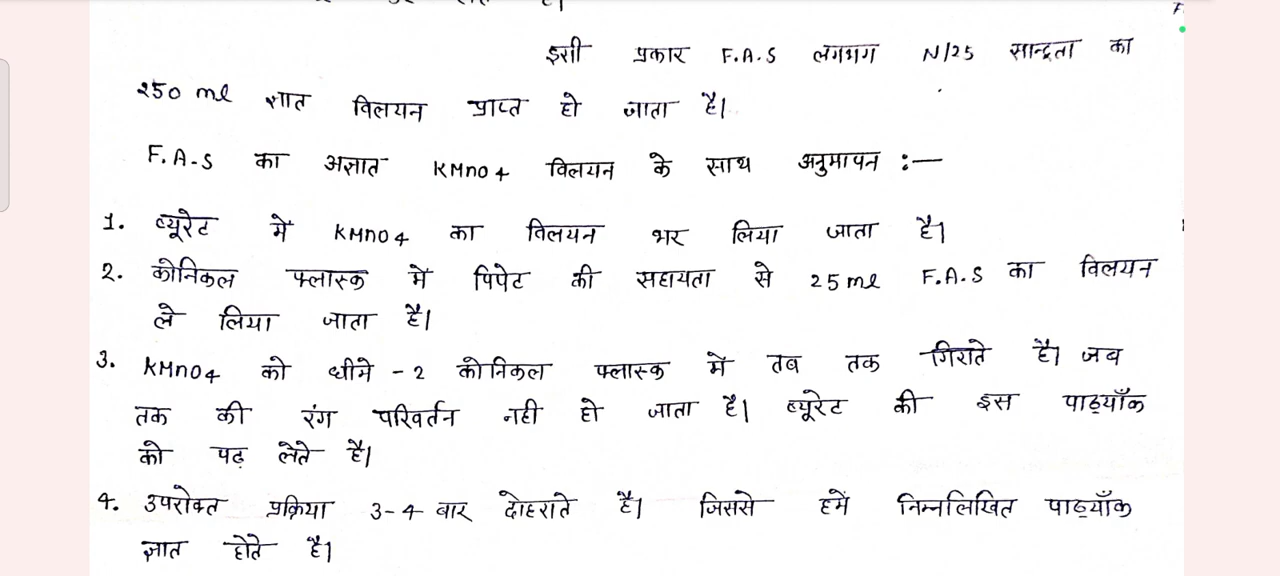 इसी प्रकार F.A.S लगभग N/25 सान्द्रता का
250 ml ज्ञात विलयन प्राप्त हो जाता है।
F.A-S का अज्ञात KMnO4 विलयन के साथ अनुमापन :—
1. ब्यूरेट में KMnO4 का विलयन भर लिया जाता है।
2. कोनिकल फ्लास्क में पिपेट की सहायता से 25ml F.A.S का विलयन
ले लिया जाता है।
3. KMnO4 को धीमे -2 कोनिकल फ्लास्क में तब तक गिराते है। जब
तक की रंग परिवर्तन नही हो जाता है। ब्यूरेट की इस पाठ्याँक
को पढ़ लेते है।
4. उपरोक्त प्रक्रिया 3-4 बार दोहराते है। जिससे हमे निम्नलिखित पाठ्याँक
ज्ञात होते है।